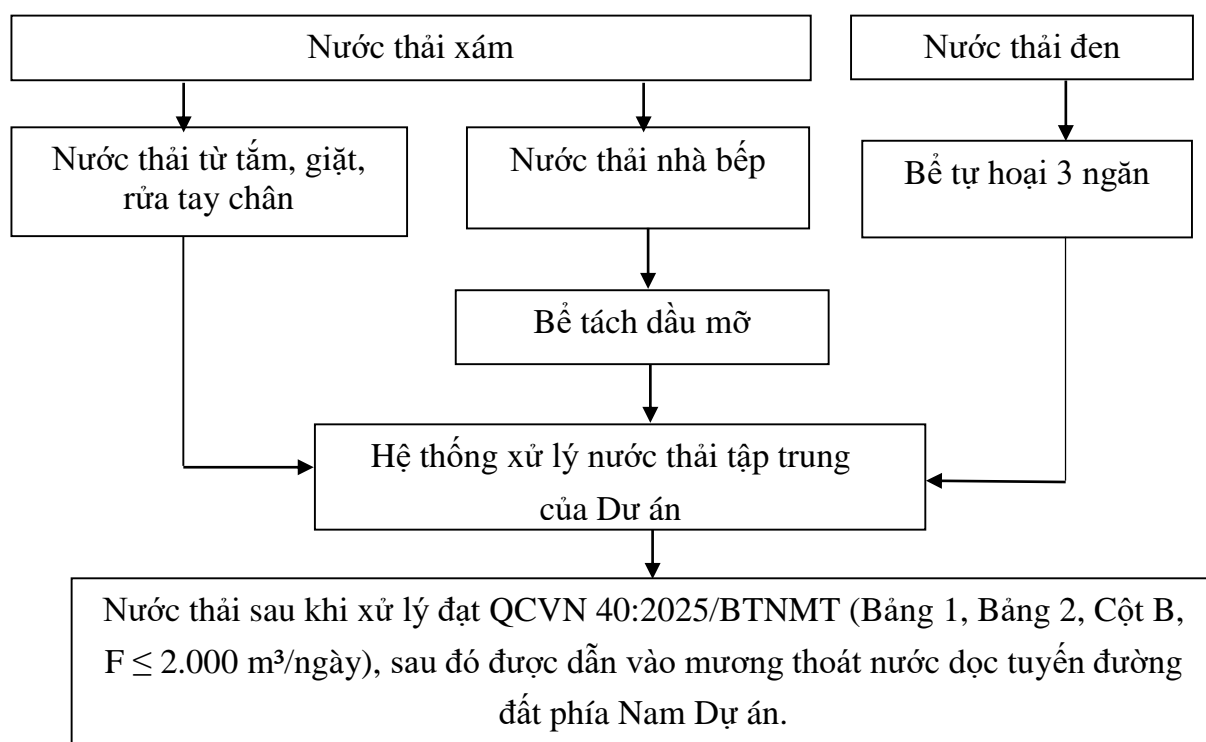 Nước thải xám
Nước thải đen
Nước thải từ tắm, giặt,
rửa tay chân
Nước thải nhà bếp
Bể tự hoại 3 ngăn
Bể tách dầu mỡ
Hệ thống xử lý nước thải tập trung
của Dư án
Nước thải sau khi xử lý đạt QCVN 40:2025/BTNMT (Bảng 1, Bảng 2, Cột B,
F ≤ 2.000 m³/ngày), sau đó được dẫn vào mương thoát nước dọc tuyến đường
đất phía Nam Dự án.